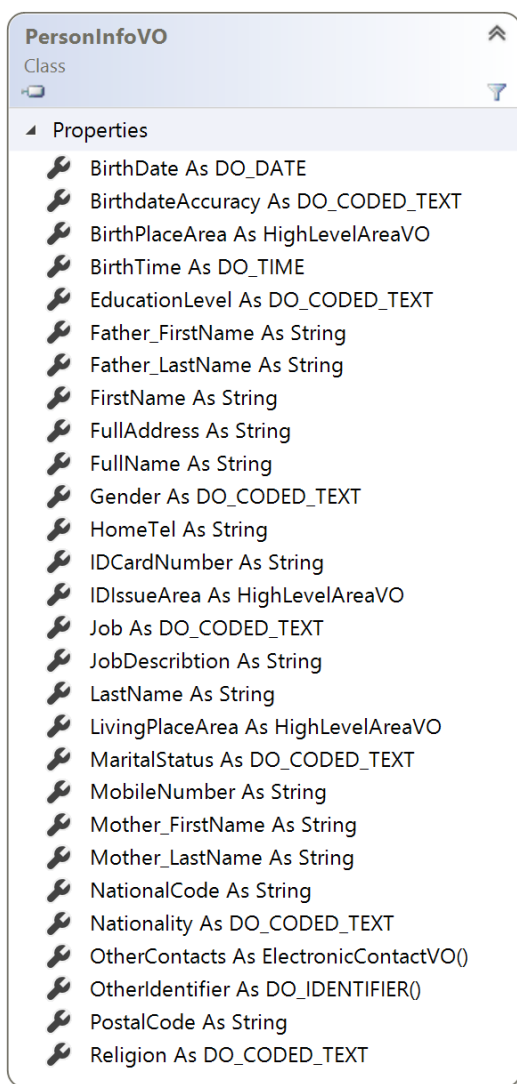 PersonInfoVO
Class
Properties
BirthDate As DO_DATE
BirthdateAccuracy As DO_CODED_TEXT
BirthPlaceArea As HighLevelAreaVO
BirthTime As DO_TIME
EducationLevel As DO_CODED_TEXT
Father_FirstName As String
Father_LastName As String
FirstName As String
FullAddress As String
FullName As String
Gender As DO_CODED_TEXT
HomeTel As String
IDCardNumber As String
IDIssueArea As HighLevelAreaVO
Job As DO_CODED_TEXT
JobDescribtion As String
LastName As String
LivingPlaceArea As HighLevelAreaVO
MaritalStatus As DO_CODED_TEXT
MobileNumber As String
Mother_FirstName As String
Mother_LastName As String
NationalCode As String
Nationality As DO_CODED_TEXT
OtherContacts As ElectronicContactVO()
OtherIdentifier As DO_IDENTIFIER()
PostalCode As String
Religion As DO_CODED_TEXT